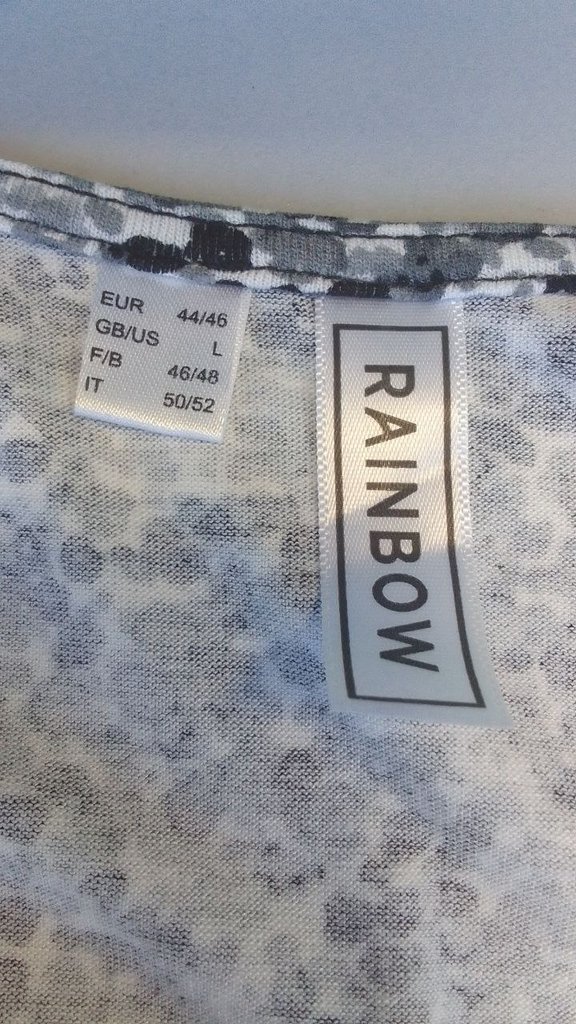 EUR 44/46
GB/US L
F/B 46/48
IT 50/52
RAINBOW